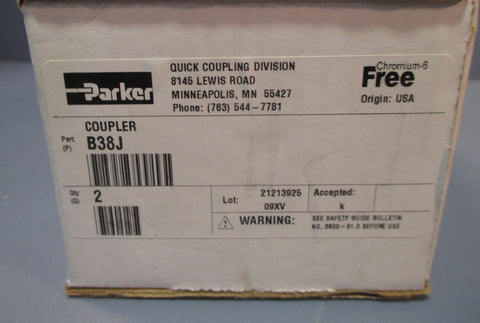 Parker
QUICK COUPLING DIVISION
8145 LEWIS ROAD
MINNEAPOLIS, MN 55427
Phone: (763) 544-7781
Chromium-6
Free
Origin: USA
COUPLER
Part: B38J
(P)
Qty: 2
(Q)
Lot: 21213925
09XV
Accepted:
k
WARNING:
SEE SAFETY GUIDE BULLETIN
NO. 3800-B1.0 BEFORE USE